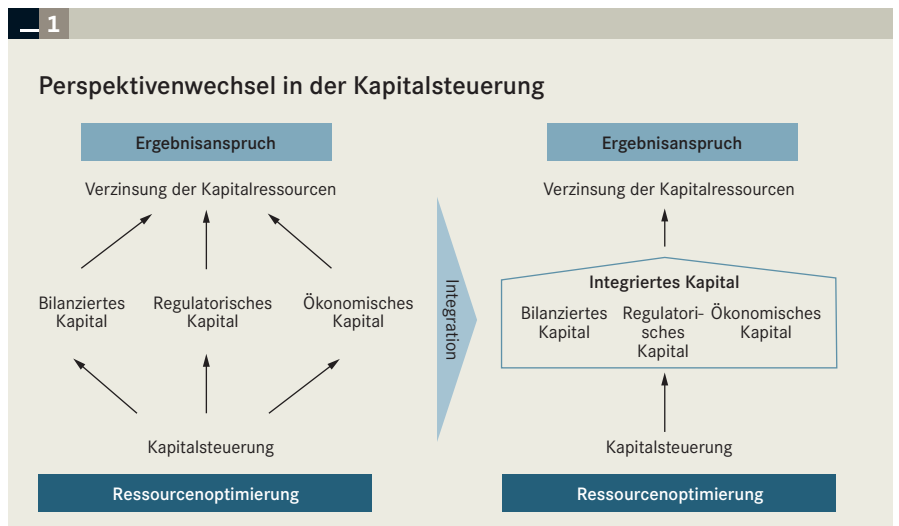 1
Perspektivenwechsel in der Kapitalsteuerung
Ergebnisanspruch
Verzinsung der Kapitalressourcen
Bilanziertes
Kapital
Regulatorisches
Kapital
Ökonomisches
Kapital
Kapitalsteuerung
Ressourcenoptimierung
Integration
Ergebnisanspruch
Verzinsung der Kapitalressourcen
Integriertes Kapital
Bilanziertes
Kapital
Regulatori-
sches
Kapital
Ökonomisches
Kapital
Kapitalsteuerung
Ressourcenoptimierung